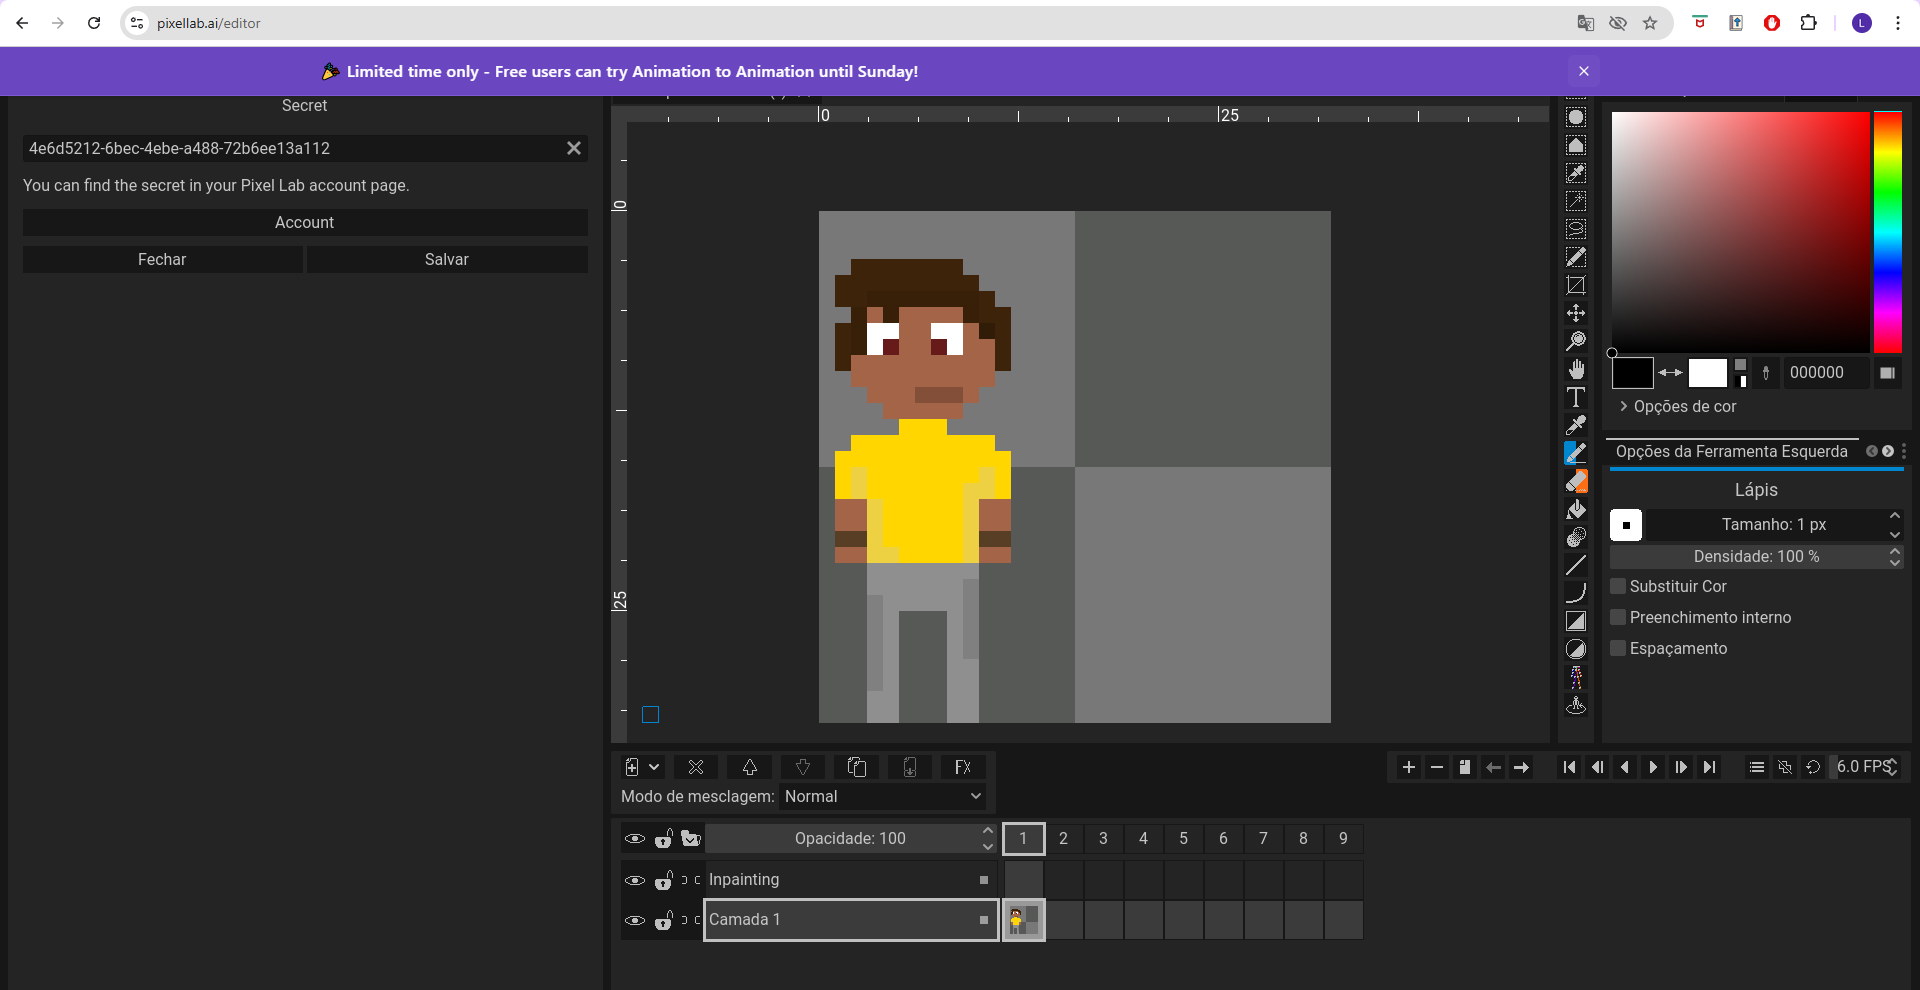 pixellab.ai/editor
L
Limited time only - Free users can try Animation to Animation until Sunday!
Secret
4e6d5212-6bec-4ebe-a488-72b6ee13a112
You can find the secret in your Pixel Lab account page.
Account
Fechar
Salvar
0
25
0
25
000000
Opções de cor
Opções da Ferramenta Esquerda
Lápis
Tamanho: 1 px
Densidade: 100 %
Substituir Cor
Preenchimento interno
Espaçamento
FX
6.0 FPS
Modo de mesclagem: Normal
Opacidade: 100
1 2 3 4 5 6 7 8 9
Inpainting
Camada 1